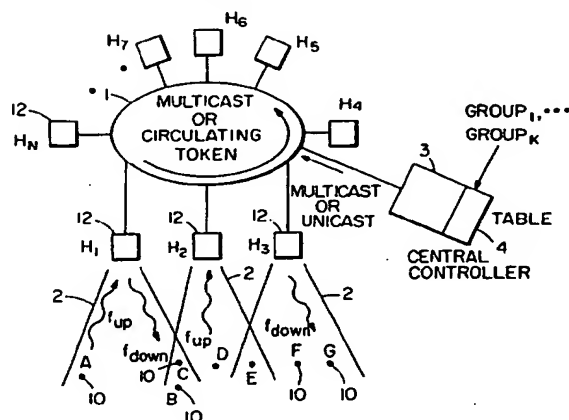 H6
H7
H5
1
12
HN
MULTICAST
OR
CIRCULATING
TOKEN
H4
GROUP1, •••
GROUPK
3
MULTICAST
OR
UNICAST
TABLE
4
CENTRAL
CONTROLLER
12
H1
12
H2
12
H3
2
2
2
fup
fdown
fup
fdown
A
10
10
C
B
10
D
E
F
10
G
10